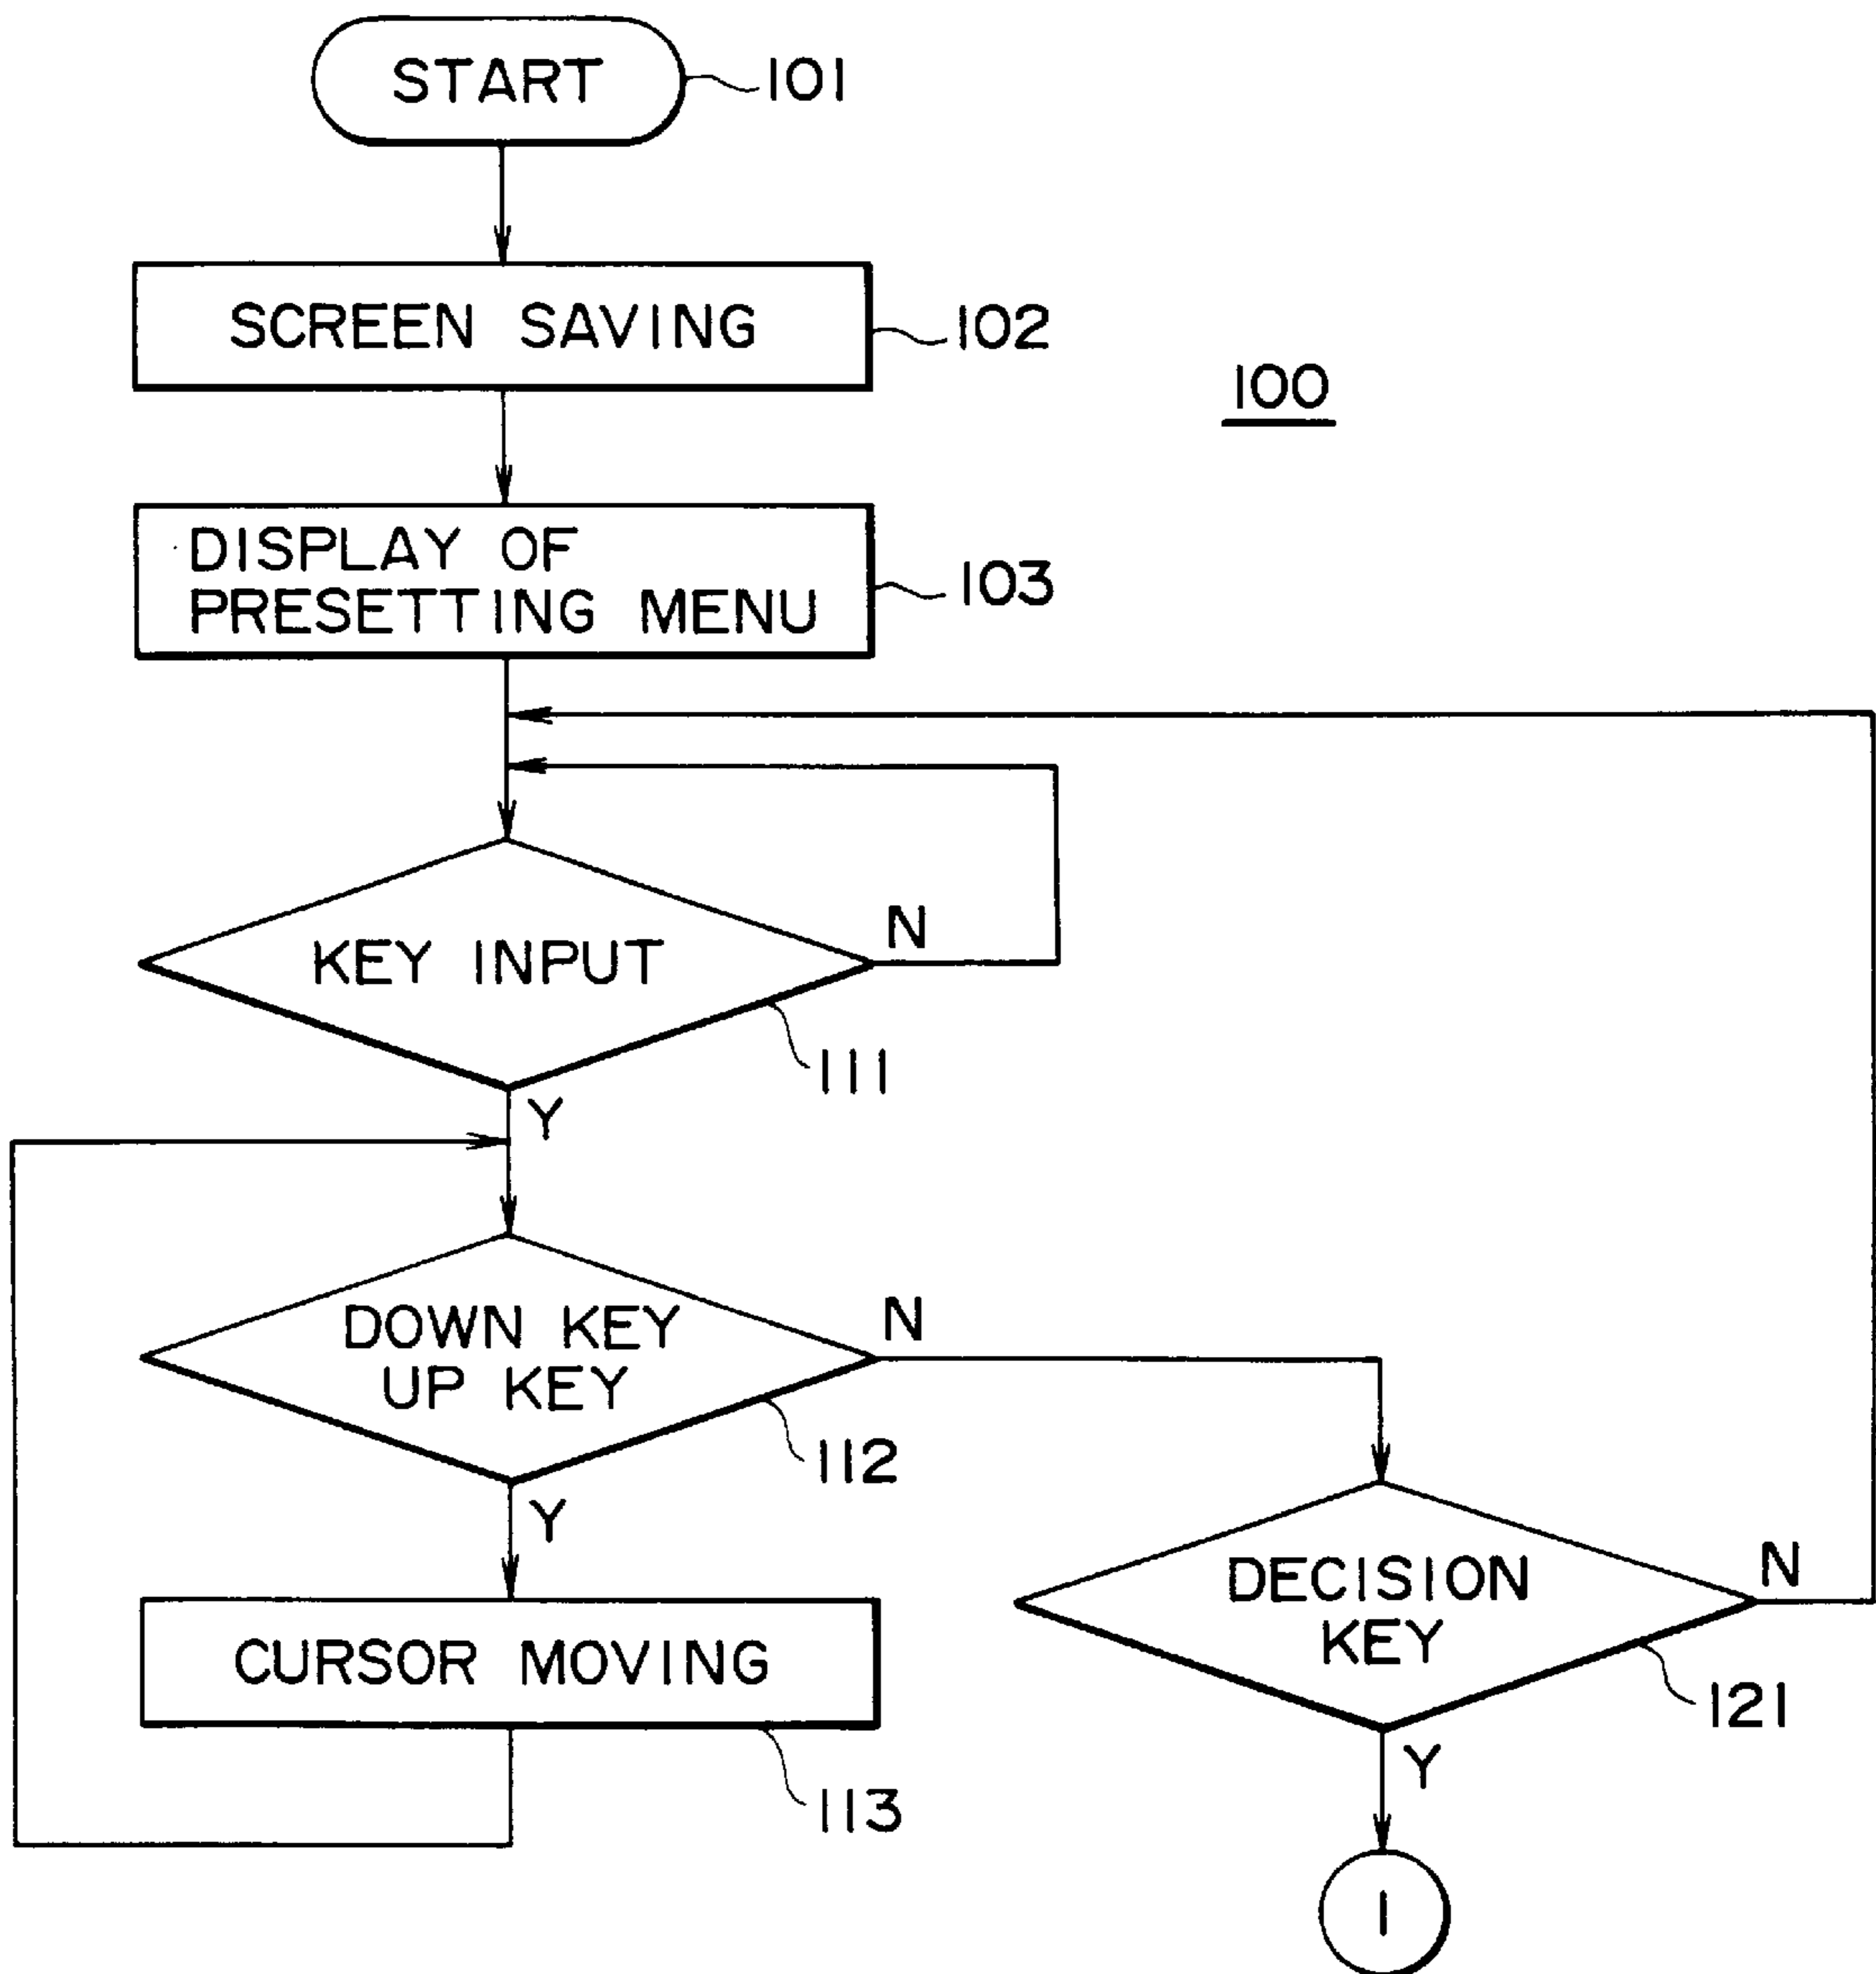 START
101
SCREEN SAVING
102
100
DISPLAY OF
PRESETTING MENU
103
KEY INPUT
N
111
Y
DOWN KEY
UP KEY
N
112
Y
DECISION
KEY
N
121
CURSOR MOVING
113
Y
1